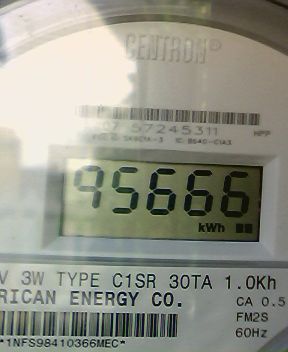 CENTRON®
57245311
HPP
95666
kWh
V 3W TYPE C1SR 30TA 1.0Kh
RICAN ENERGY CO.
CA 0.5
FM2S
60Hz
*1NFS98410366MEC*